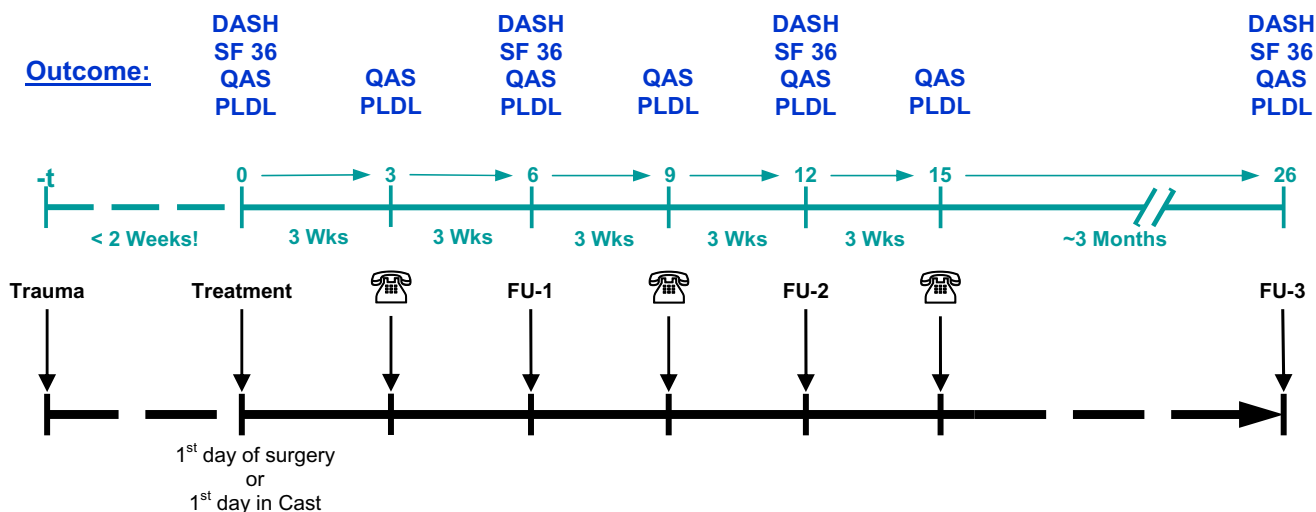 Outcome:
DASH
SF 36
QAS
PLDL
QAS
PLDL
DASH
SF 36
QAS
PLDL
QAS
PLDL
DASH
SF 36
QAS
PLDL
QAS
PLDL
DASH
SF 36
QAS
PLDL
-t 0 3 6 9 12 15 26
< 2 Weeks! 3 Wks 3 Wks 3 Wks 3 Wks 3 Wks ~3 Months
Trauma Treatment FU-1 FU-2 FU-3
1st day of surgery
or
1st day in Cast